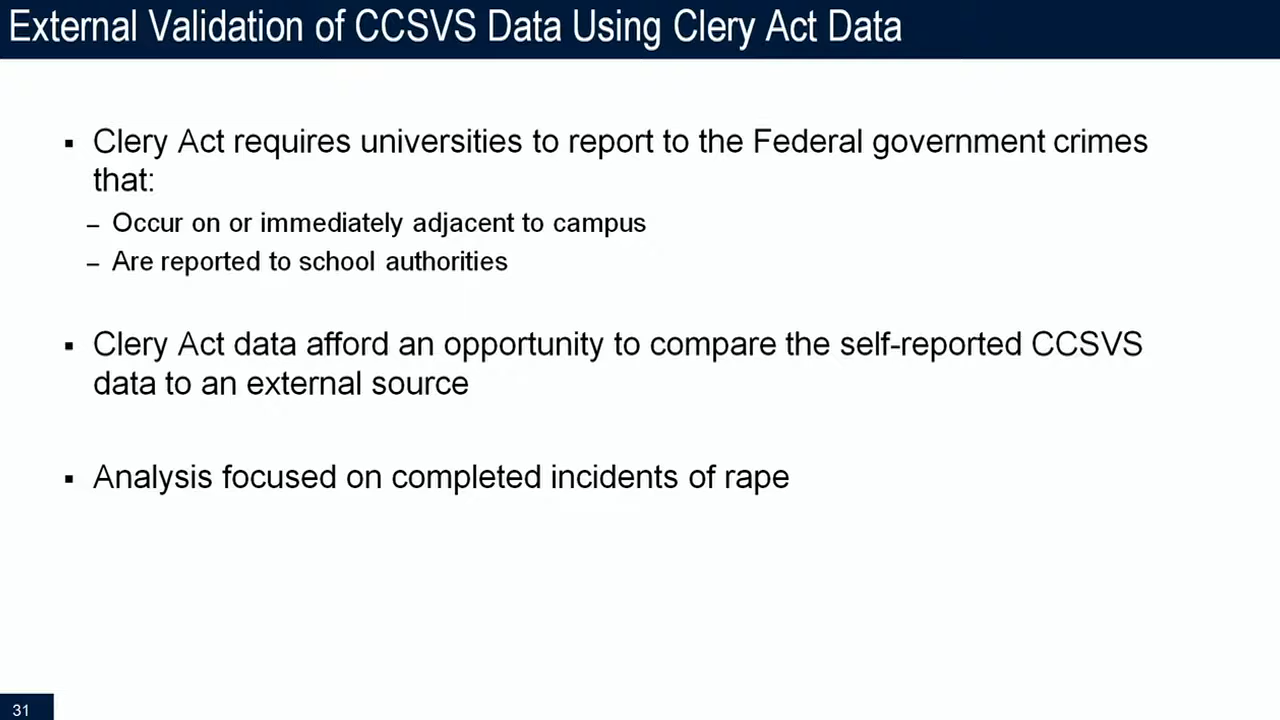 External Validation of CCSVS Data Using Clery Act Data
▪ Clery Act requires universities to report to the Federal government crimes
that:
– Occur on or immediately adjacent to campus
– Are reported to school authorities
▪ Clery Act data afford an opportunity to compare the self-reported CCSVS
data to an external source
▪ Analysis focused on completed incidents of rape
31